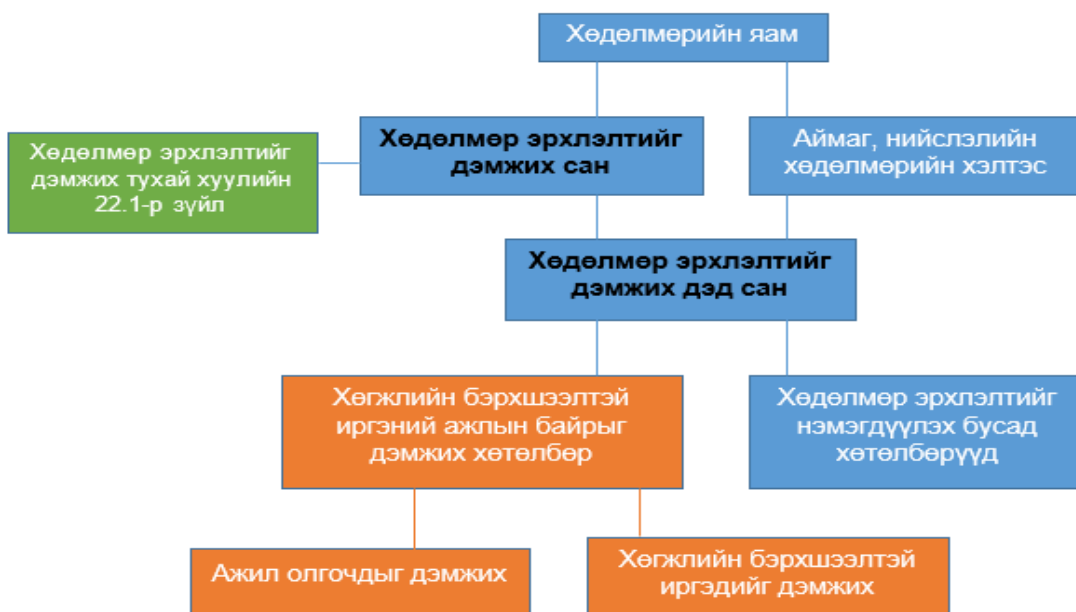 Хөдөлмөрийн яам
Хөдөлмөр эрхлэлтийг
дэмжих сан
Аймаг, нийслэлийн
хөдөлмөрийн хэлтэс
Хөдөлмөр эрхлэлтийг
дэмжих тухай хуулийн
22.1-р зүйл
Хөдөлмөр эрхлэлтийг
дэмжих дэд сан
Хөгжлийн бэрхшээлтэй
иргэний ажлын байрыг
дэмжих хөтөлбөр
Хөдөлмөр эрхлэлтийг
нэмэгдүүлэх бусад
хөтөлбөрүүд
Ажил олгочдыг дэмжих
Хөгжлийн бэрхшээлтэй
иргэдийг дэмжих